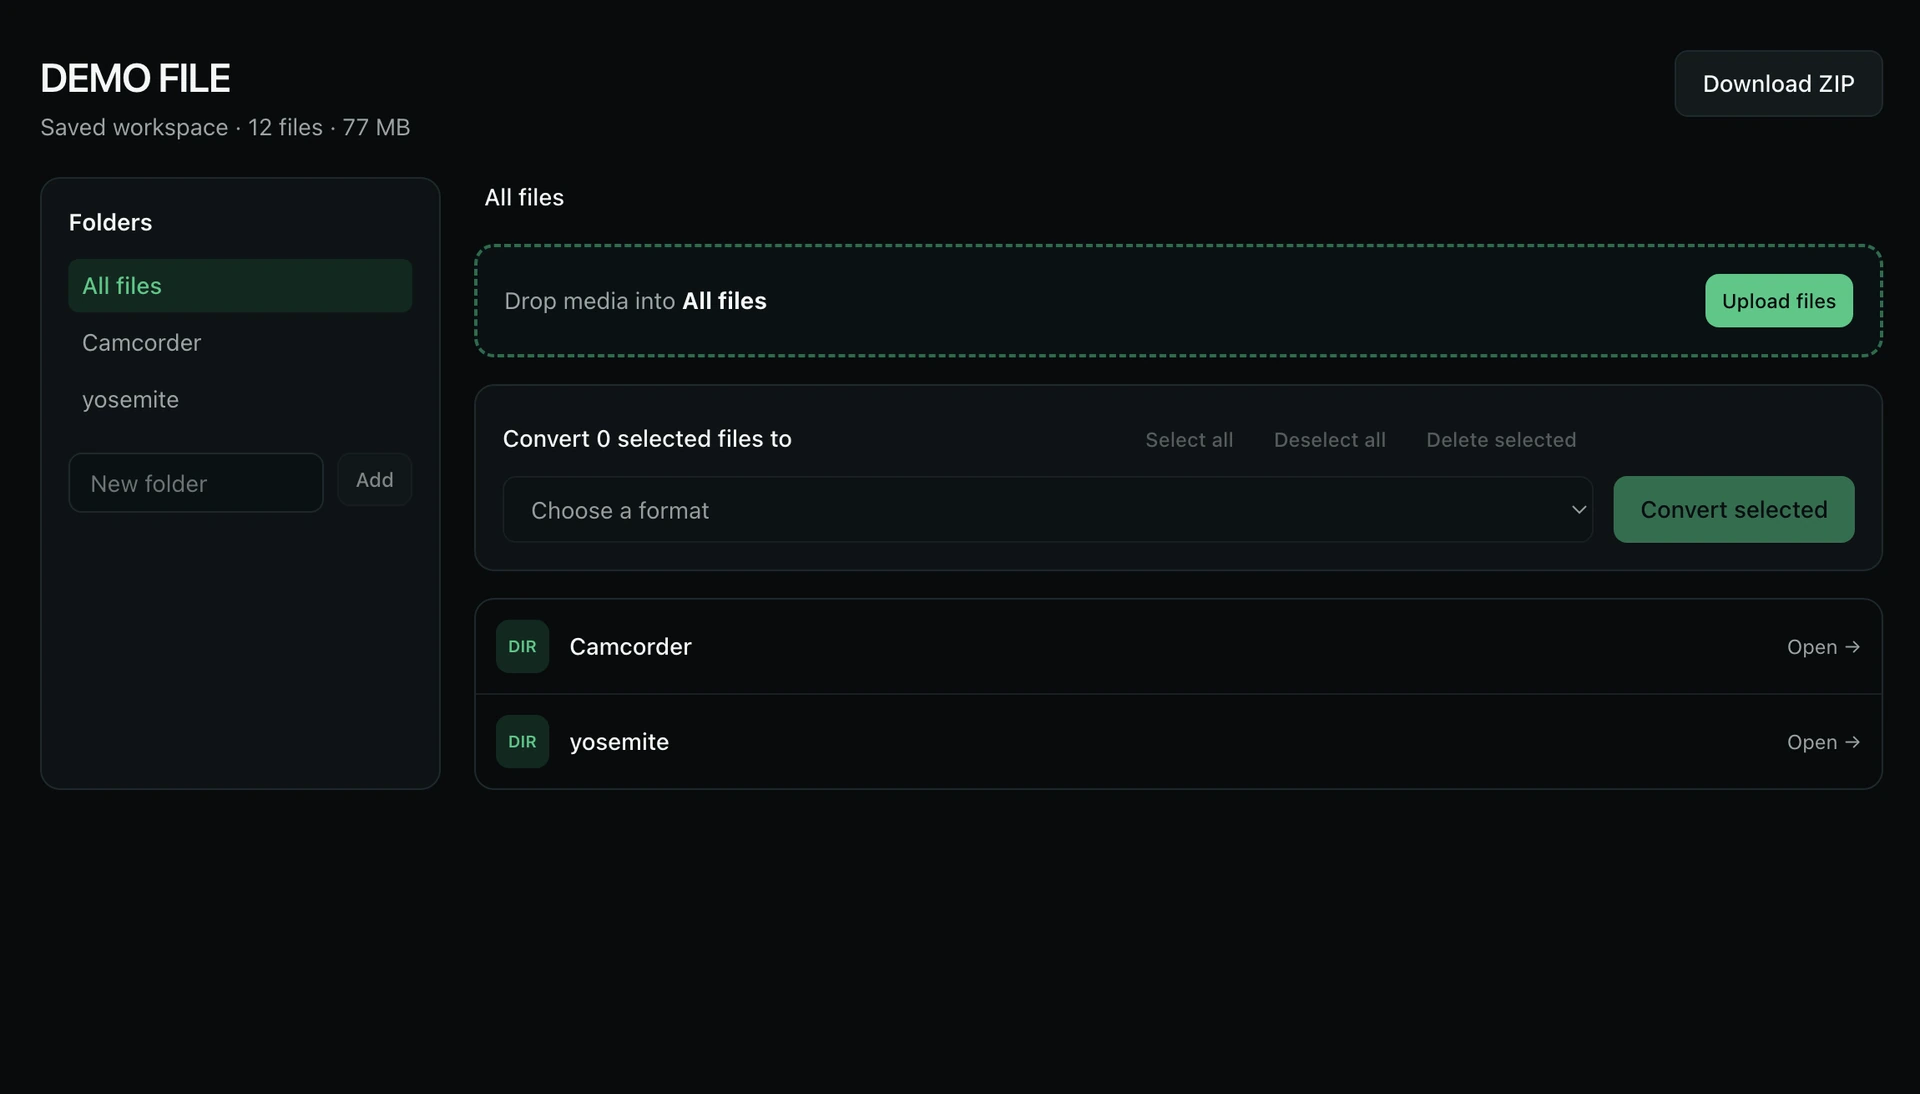 DEMO FILE
Download ZIP
Saved workspace · 12 files · 77 MB
Folders
All files
Camcorder
yosemite
New folder
Add
All files
Drop media into All files
Upload files
Convert 0 selected files to
Select all
Deselect all
Delete selected
Choose a format
Convert selected
DIR
Camcorder
Open →
DIR
yosemite
Open →